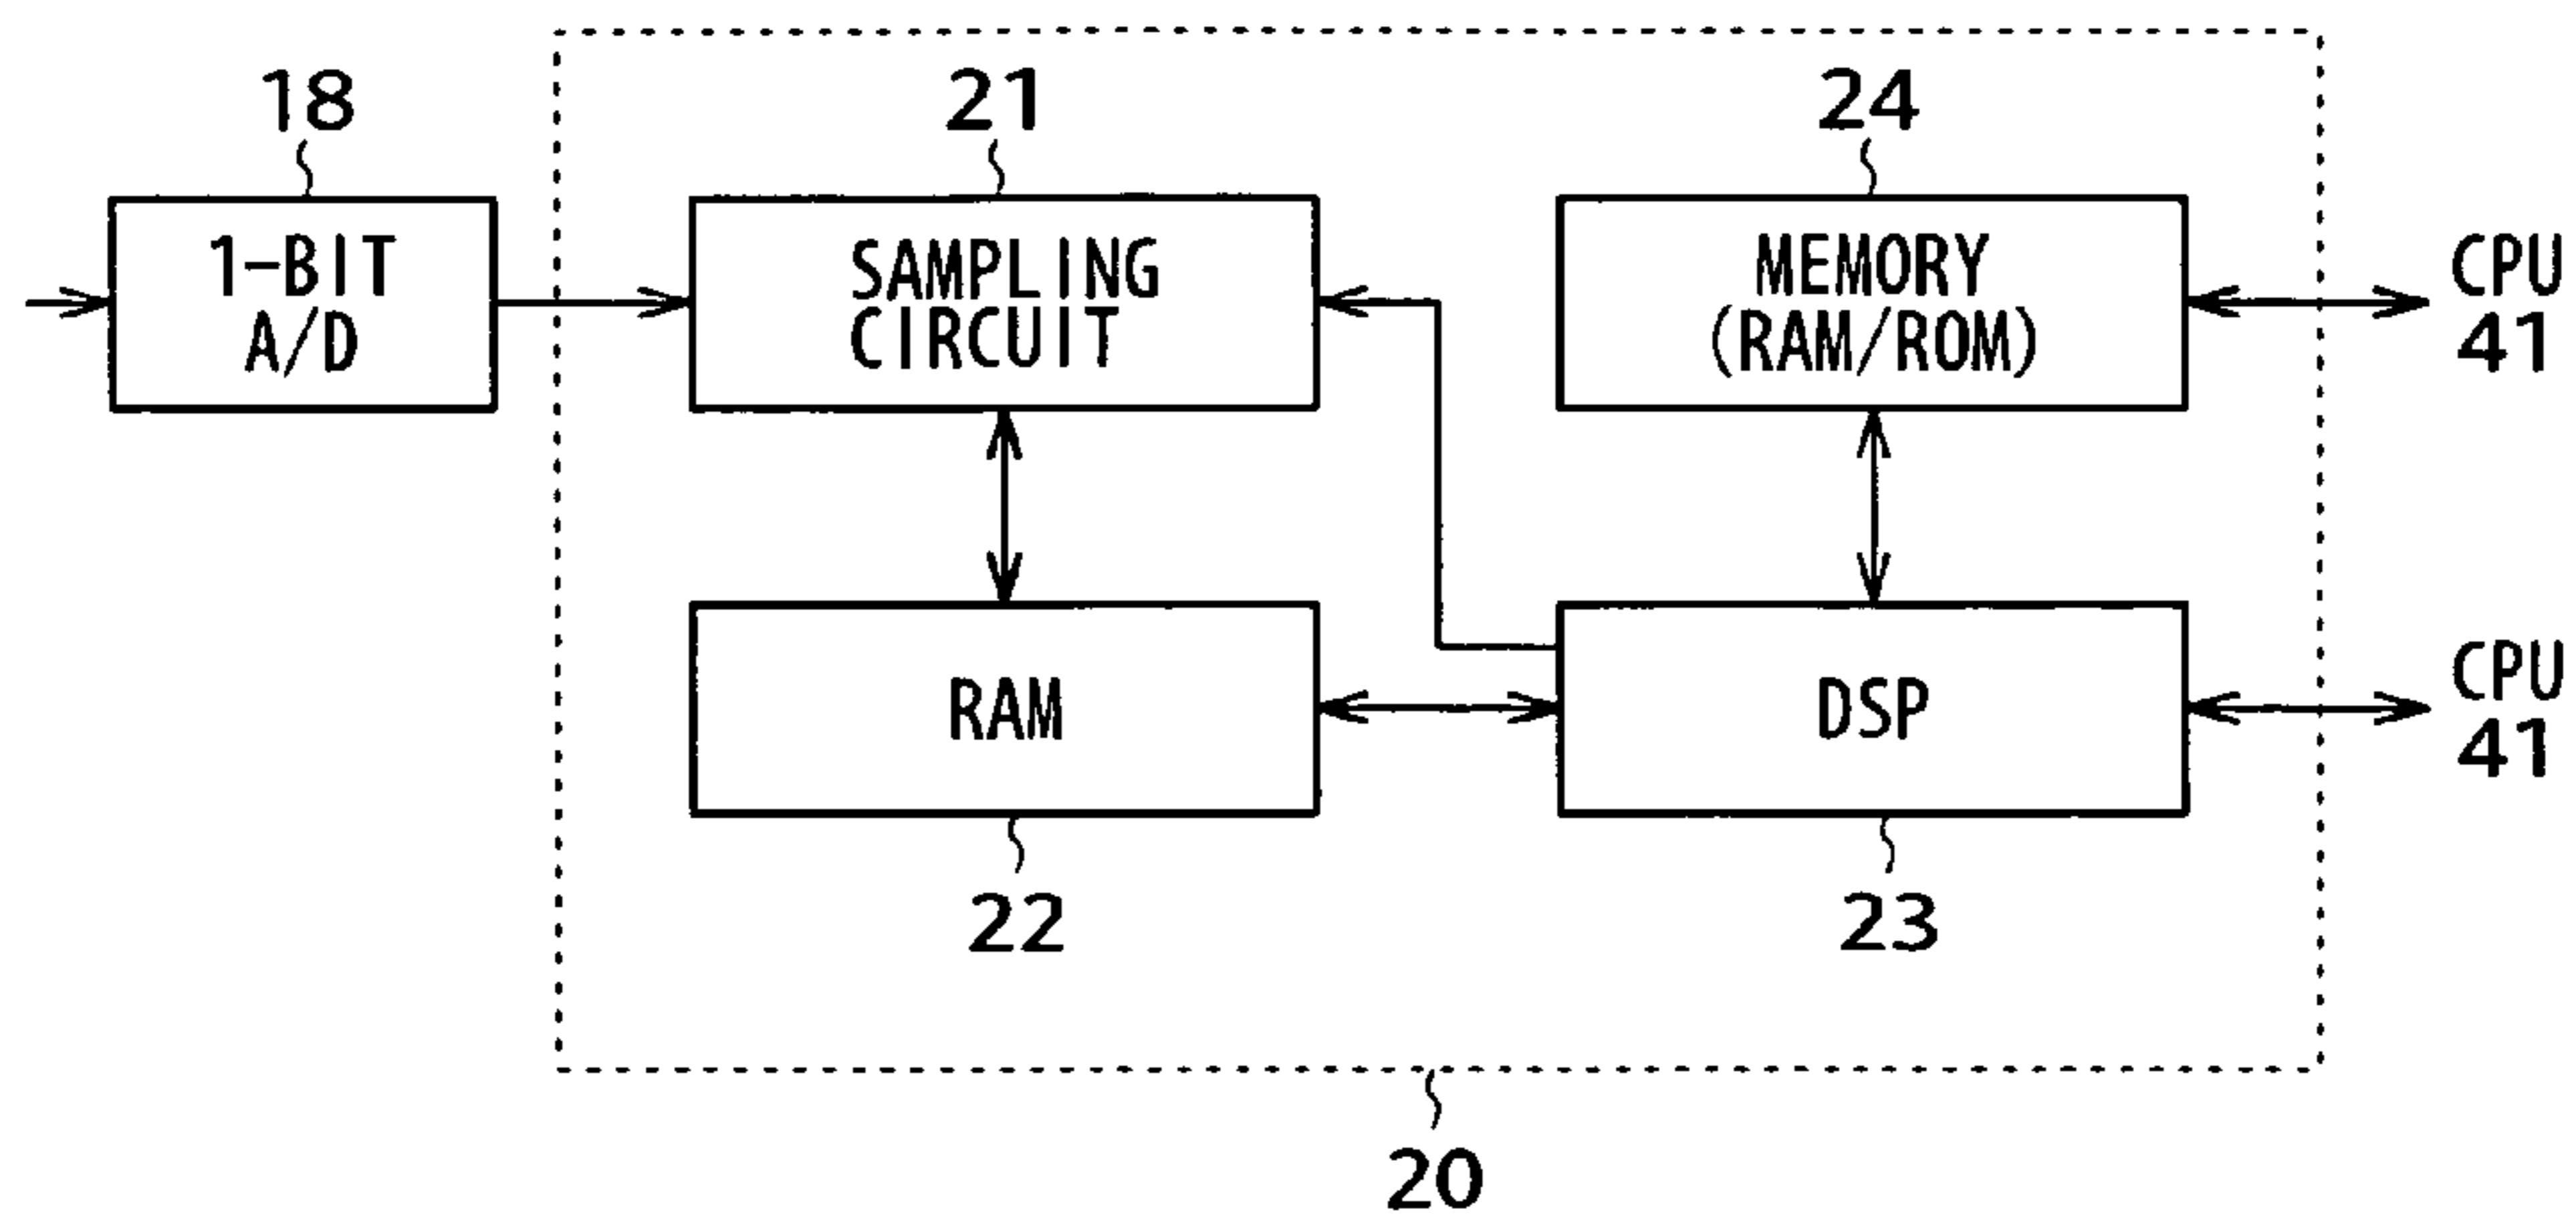 18
21
24
1-BIT
A/D
SAMPLING
CIRCUIT
MEMORY
(RAM/ROM)
CPU
41
RAM
DSP
CPU
41
22
23
20